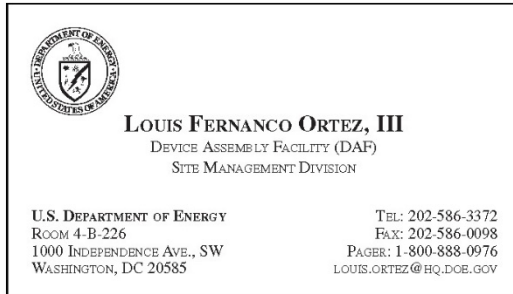 DEPARTMENT OF ENERGY
UNITED STATES OF AMERICA
LOUIS FERNANCO ORTEZ, III
DEVICE ASSEMBLY FACILITY (DAF)
SITE MANAGEMENT DIVISION
U.S. DEPARTMENT OF ENERGY
ROOM 4-B-226
1000 INDEPENDENCE AVE., SW
WASHINGTON, DC 20585
TEL: 202-586-3372
FAX: 202-586-0098
PAGER: 1-800-888-0976
LOUIS.ORTEZ@HQ.DOE.GOV